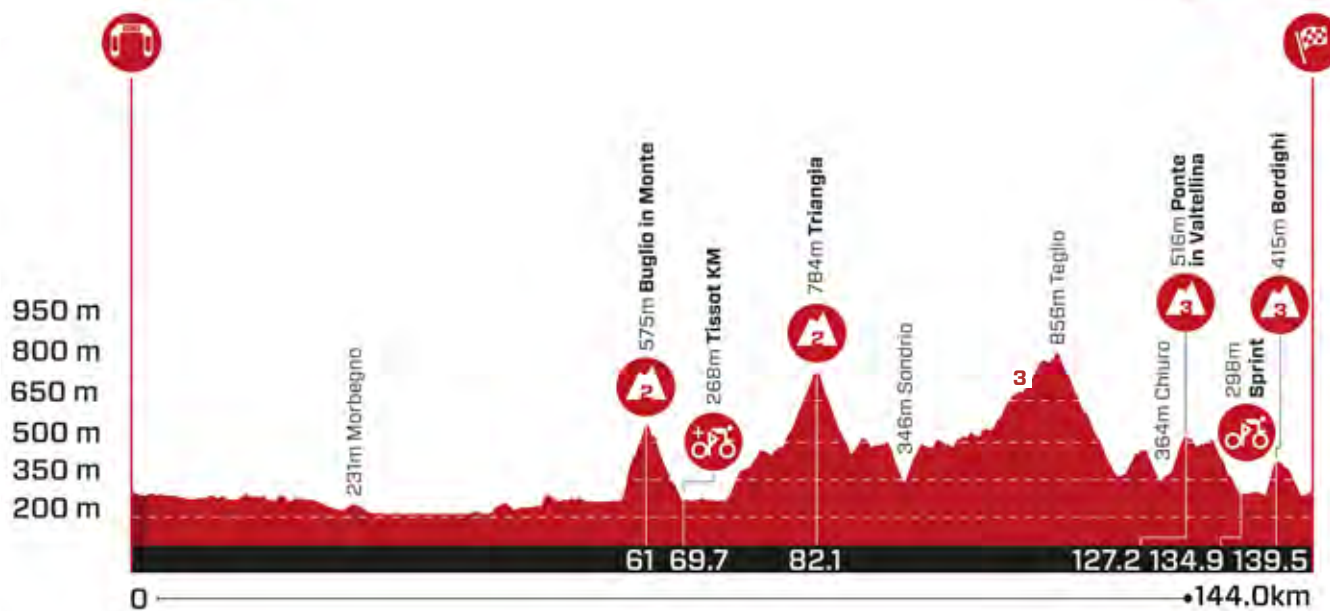 231m Morbegno
2
575m Buglio in Monte
268m Tissot KM
2
784m Triangia
346m Sondrio
3
856m Teglio
364m Chiuro
3
516m Ponte
in Valtellina
298m
Sprint
3
415m Bordighi
950 m
800 m
650 m
500 m
350 m
200 m
61 69.7 82.1 127.2 134.9 139.5
0 144.0km